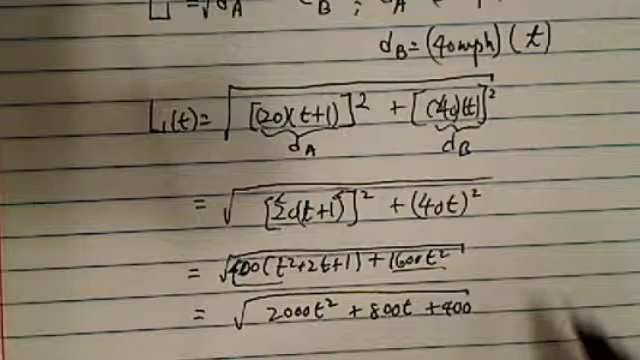 d_B = (40mph)(t)
L₁(t) = √([(20)(t+1)]² + [(40)(t)]²
d_A d_B
= √([20(t+1)]² + (40t)²
= √(400(t²+2t+1) + 1600t²
= √(2000t² + 800t + 400